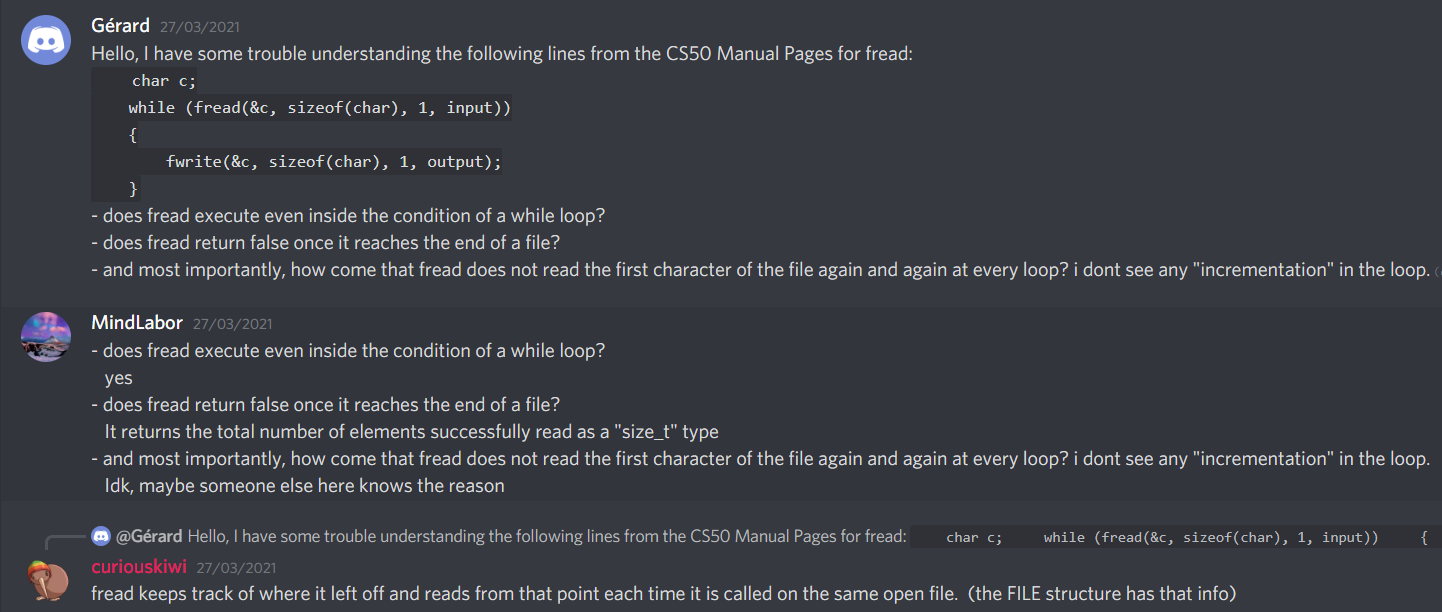 Gérard 27/03/2021
Hello, I have some trouble understanding the following lines from the CS50 Manual Pages for fread:
char c;
while (fread(&c, sizeof(char), 1, input))
{
fwrite(&c, sizeof(char), 1, output);
}
- does fread execute even inside the condition of a while loop?
- does fread return false once it reaches the end of a file?
- and most importantly, how come that fread does not read the first character of the file again and again at every loop? i dont see any "incrementation" in the loop.
MindLabor 27/03/2021
- does fread execute even inside the condition of a while loop?
yes
- does fread return false once it reaches the end of a file?
It returns the total number of elements successfully read as a "size_t" type
- and most importantly, how come that fread does not read the first character of the file again and again at every loop? i dont see any "incrementation" in the loop.
Idk, maybe someone else here knows the reason
@Gérard Hello, I have some trouble understanding the following lines from the CS50 Manual Pages for fread: char c; while (fread(&c, sizeof(char), 1, input)) {
curiouskiwi 27/03/2021
fread keeps track of where it left off and reads from that point each time it is called on the same open file. (the FILE structure has that info)